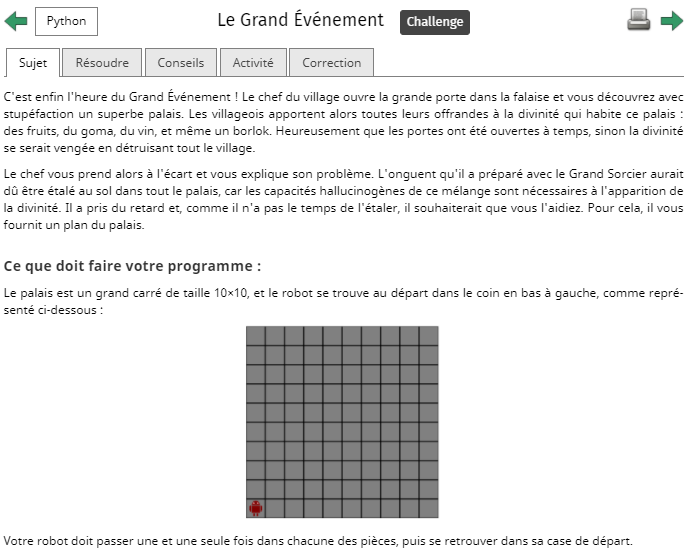 Python
Le Grand Événement Challenge
Sujet Résoudre Conseils Activité Correction
C'est enfin l'heure du Grand Événement ! Le chef du village ouvre la grande porte dans la falaise et vous découvrez avec
stupéfaction un superbe palais. Les villageois apportent alors toutes leurs offrandes à la divinité qui habite ce palais :
des fruits, du goma, du vin, et même un borlok. Heureusement que les portes ont été ouvertes à temps, sinon la divinité
se serait vengée en détruisant tout le village.
Le chef vous prend alors à l'écart et vous explique son problème. L'onguent qu'il a préparé avec le Grand Sorcier aurait
dû être étalé au sol dans tout le palais, car les capacités hallucinogènes de ce mélange sont nécessaires à l'apparition de
la divinité. Il a pris du retard et, comme il n'a pas le temps de l'étaler, il souhaiterait que vous l'aidiez. Pour cela, il vous
fournit un plan du palais.
Ce que doit faire votre programme :
Le palais est un grand carré de taille 10×10, et le robot se trouve au départ dans le coin en bas à gauche, comme repré-
senté ci-dessous :
Votre robot doit passer une et une seule fois dans chacune des pièces, puis se retrouver dans sa case de départ.